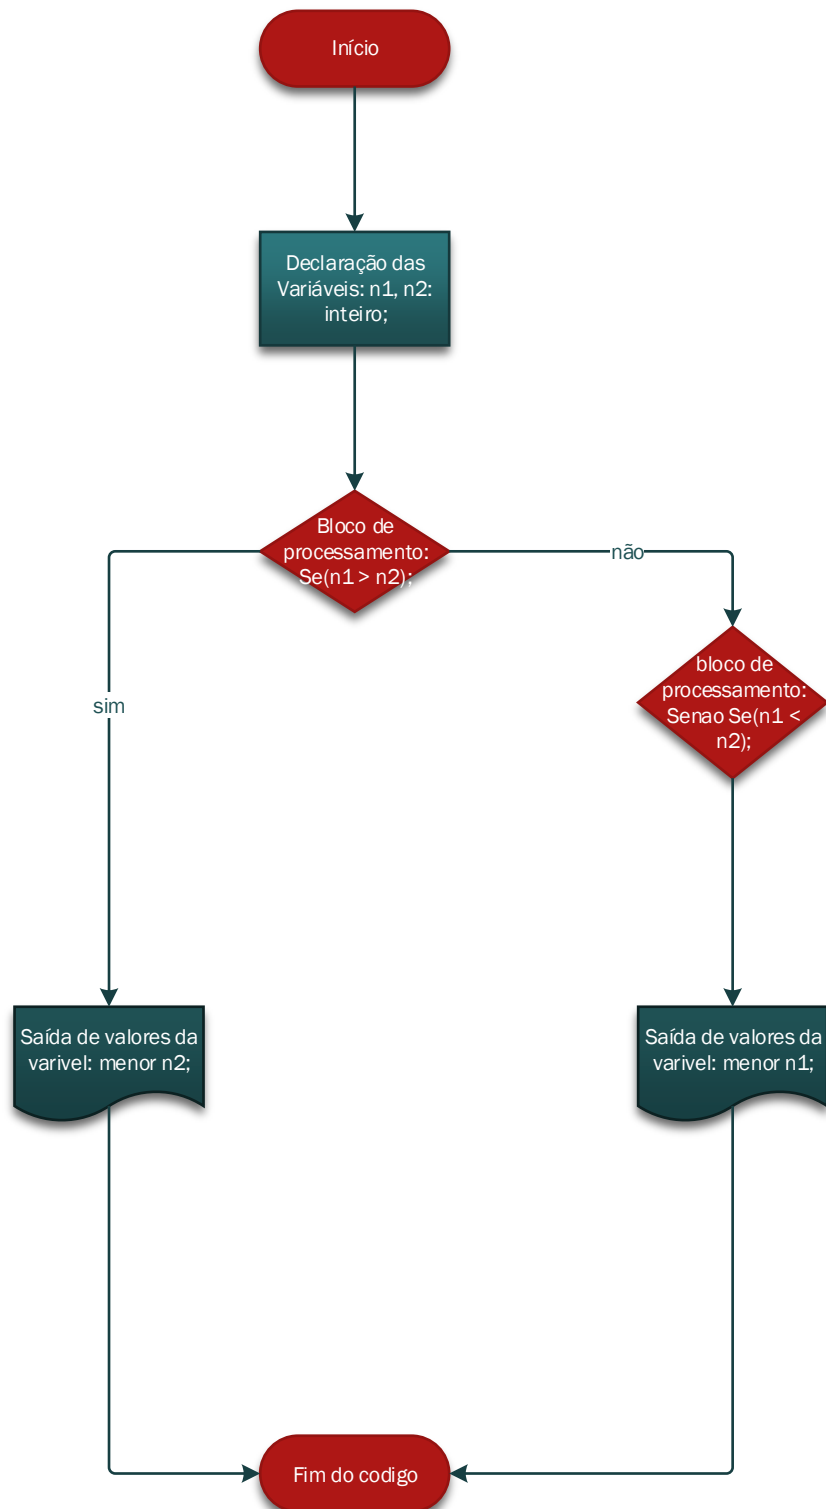 Início
Declaração das
Variáveis: n1, n2:
inteiro;
Bloco de
processamento:
Se(n1 > n2);
não
bloco de
processamento:
Senao Se(n1 <
n2);
sim
Saída de valores da
varivel: menor n2;
Saída de valores da
varivel: menor n1;
Fim do codigo